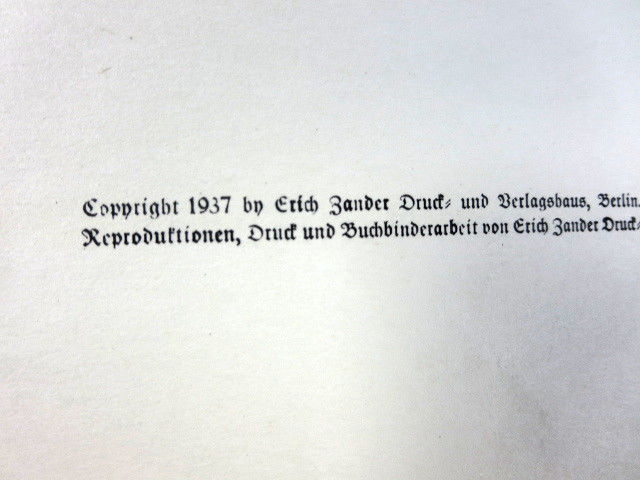 Copyright 1937 by Erich Zander Druck- und Verlagshaus, Berlin.
Reproduktionen, Druck und Buchbinderarbeit von Erich Zander Druck-